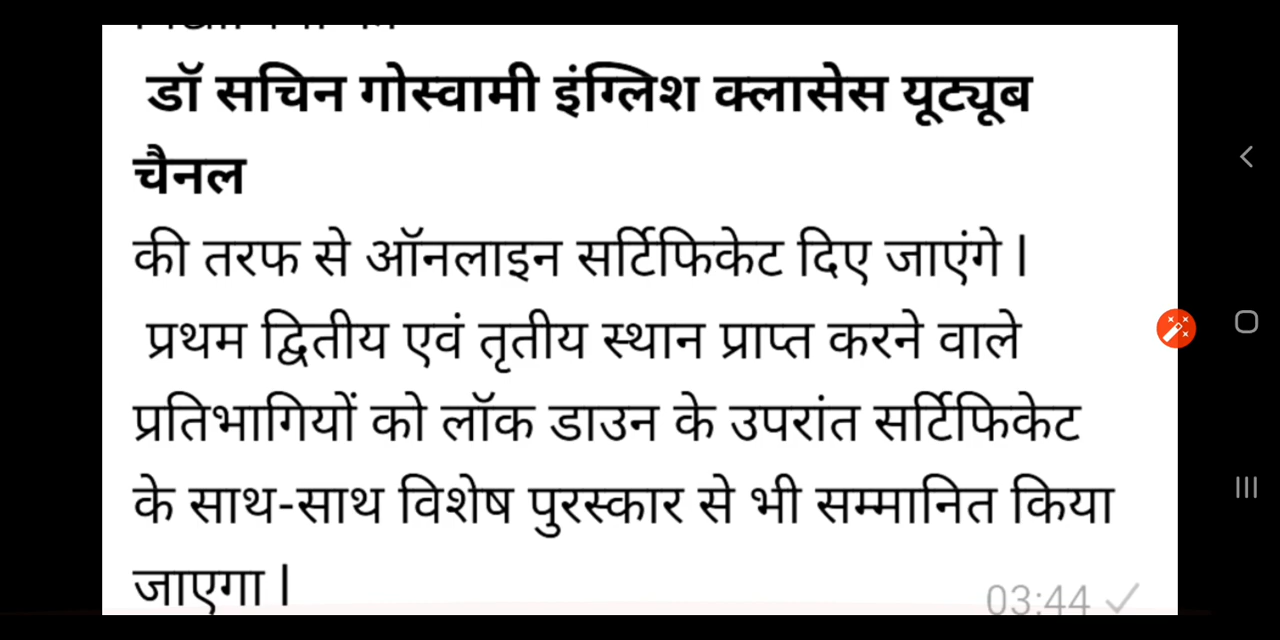 डॉ सचिन गोस्वामी इंग्लिश क्लासेस यूट्यूब
चैनल
की तरफ से ऑनलाइन सर्टिफिकेट दिए जाएंगे |
प्रथम द्वितीय एवं तृतीय स्थान प्राप्त करने वाले
प्रतिभागियों को लॉक डाउन के उपरांत सर्टिफिकेट
के साथ-साथ विशेष पुरस्कार से भी सम्मानित किया
जाएगा |
03:44